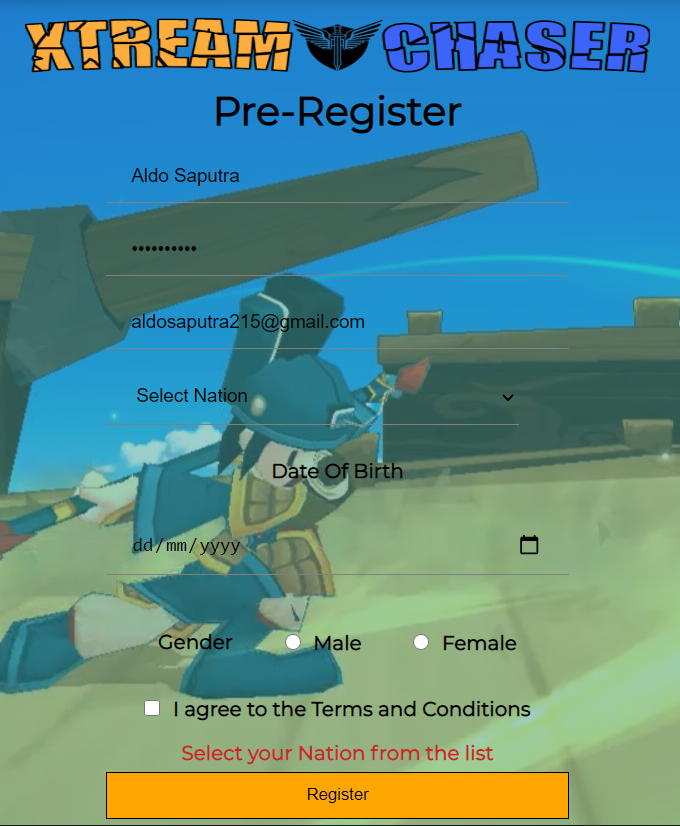 XTREAM CHASER
Pre-Register
Aldo Saputra
••••••••••
aldosaputra215@gmail.com
Select Nation
Date Of Birth
dd/mm/yyyy
Gender Male Female
I agree to the Terms and Conditions
Select your Nation from the list
Register